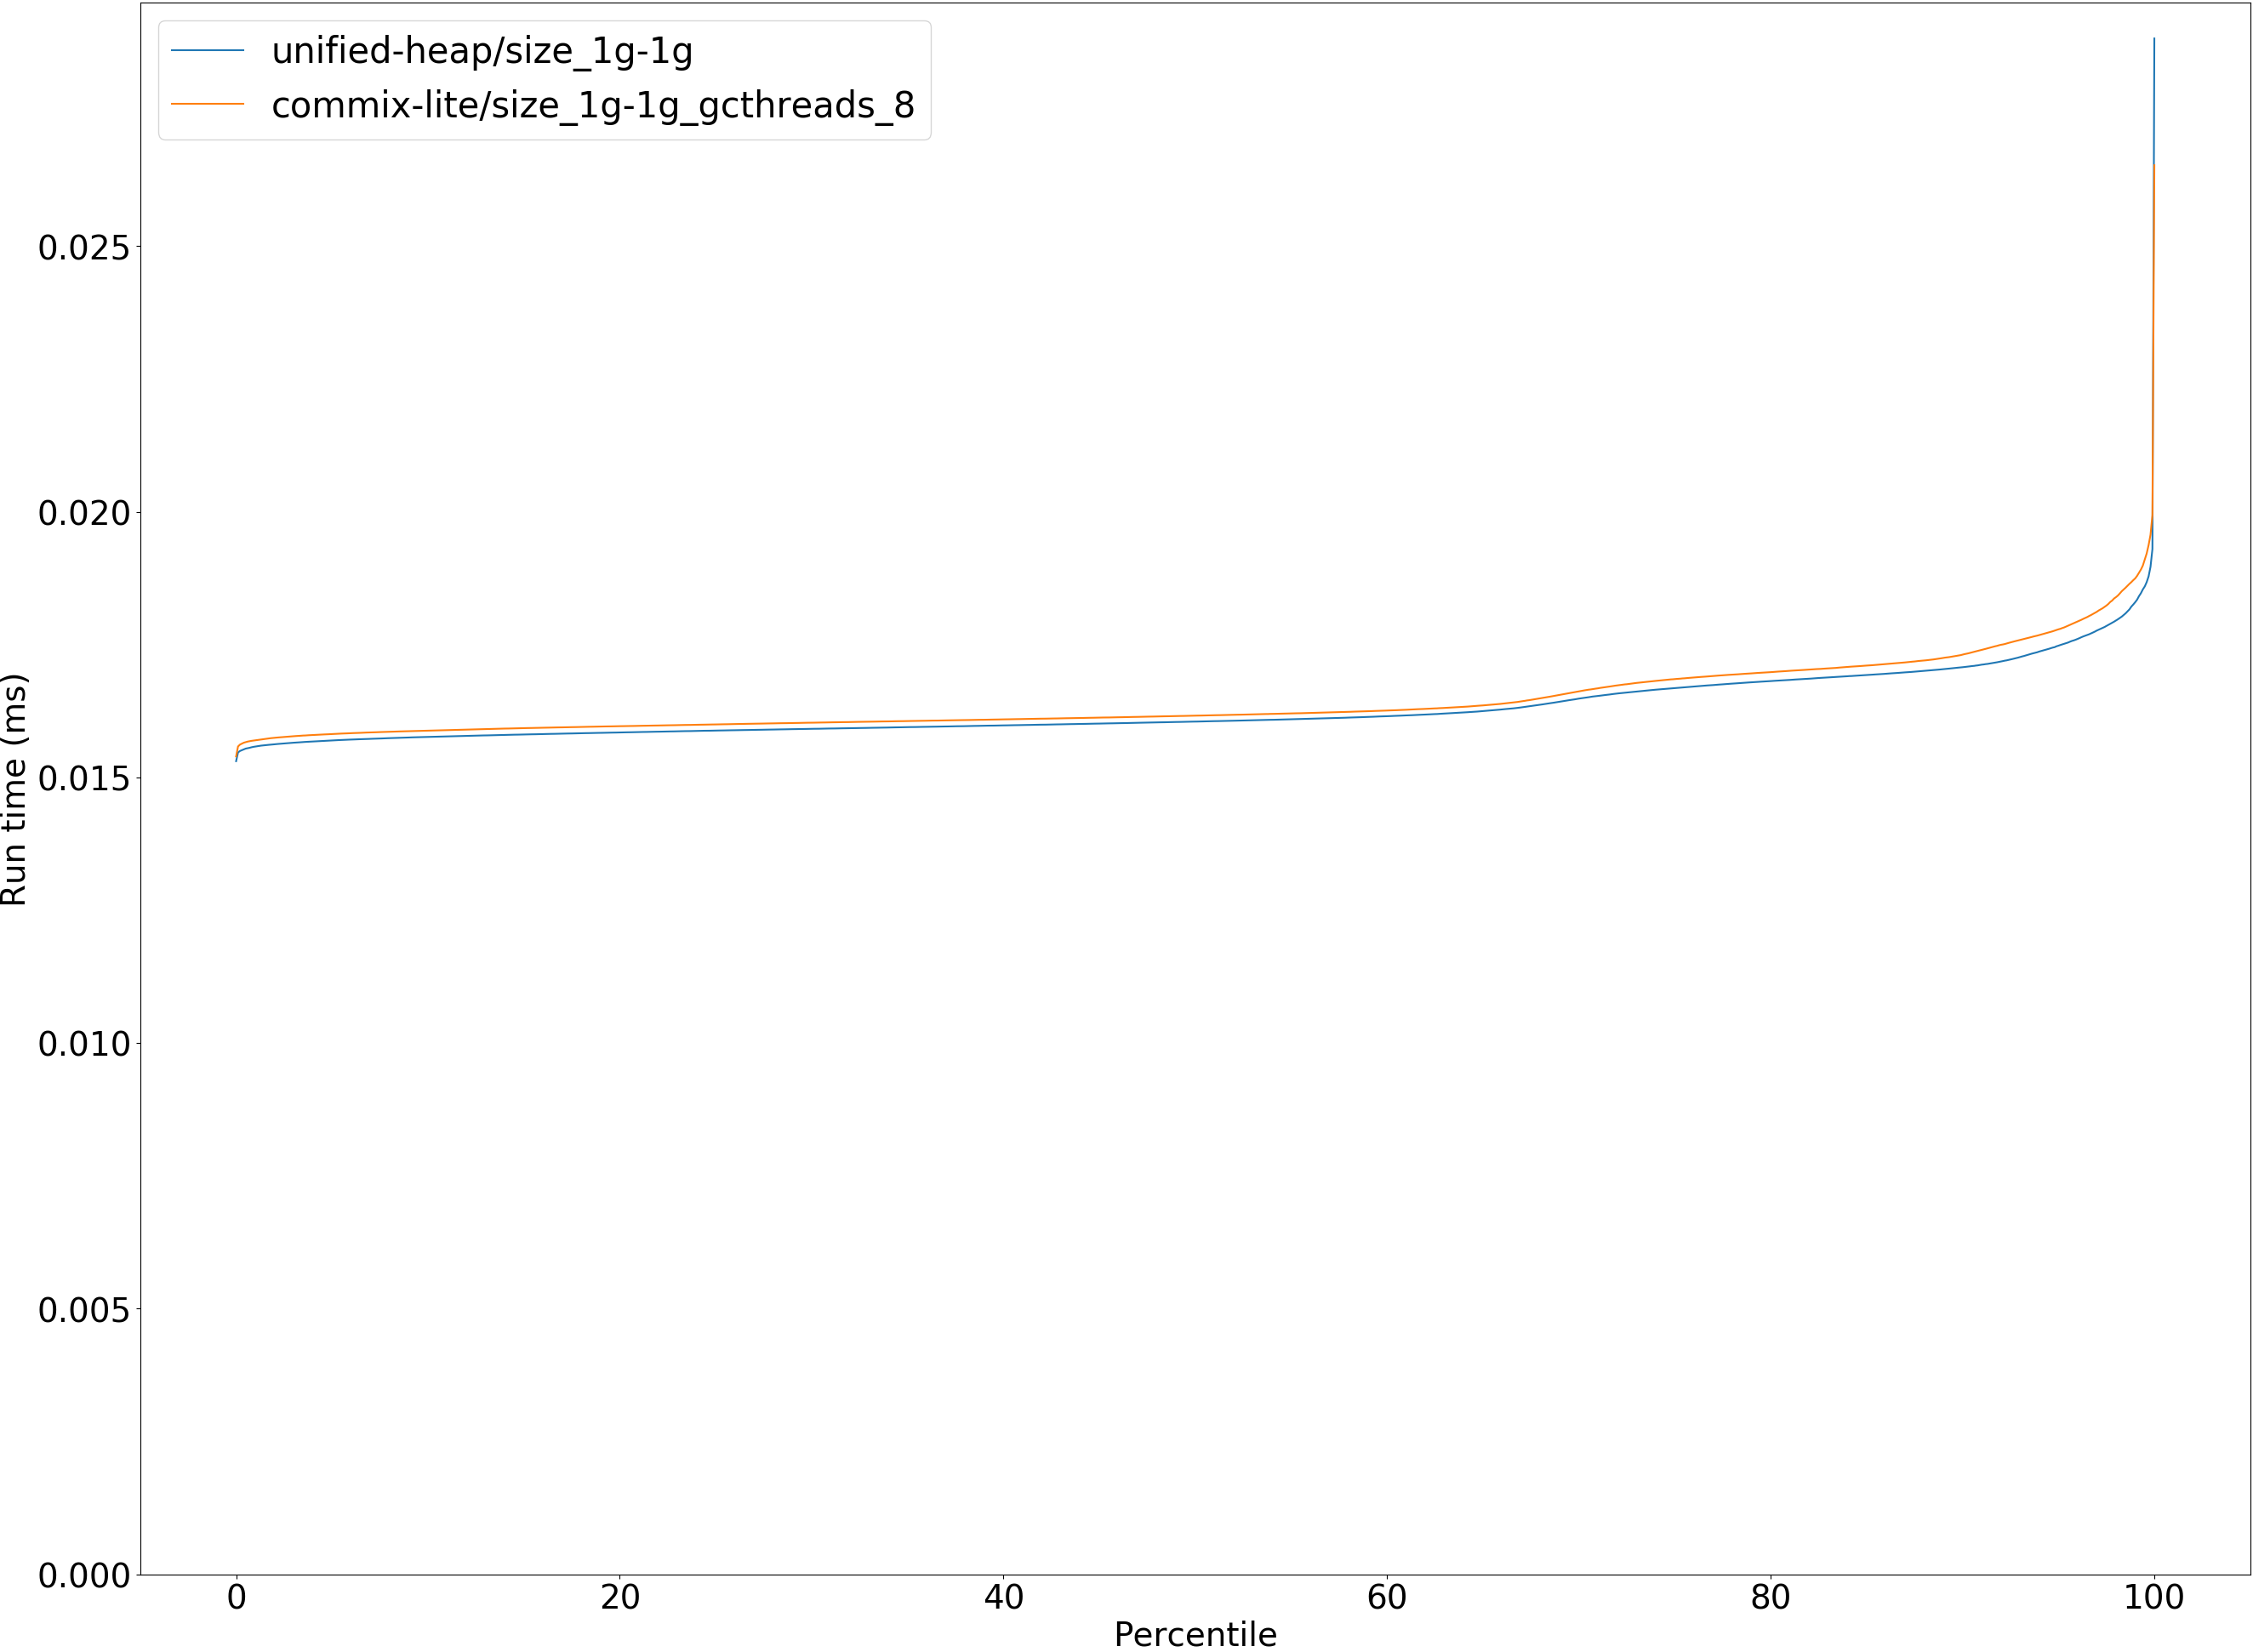 unified-heap/size_1g-1g
commix-lite/size_1g-1g_gcthreads_8
Run time (ms)
0.025
0.020
0.015
0.010
0.005
0.000
0 20 40 60 80 100
Percentile